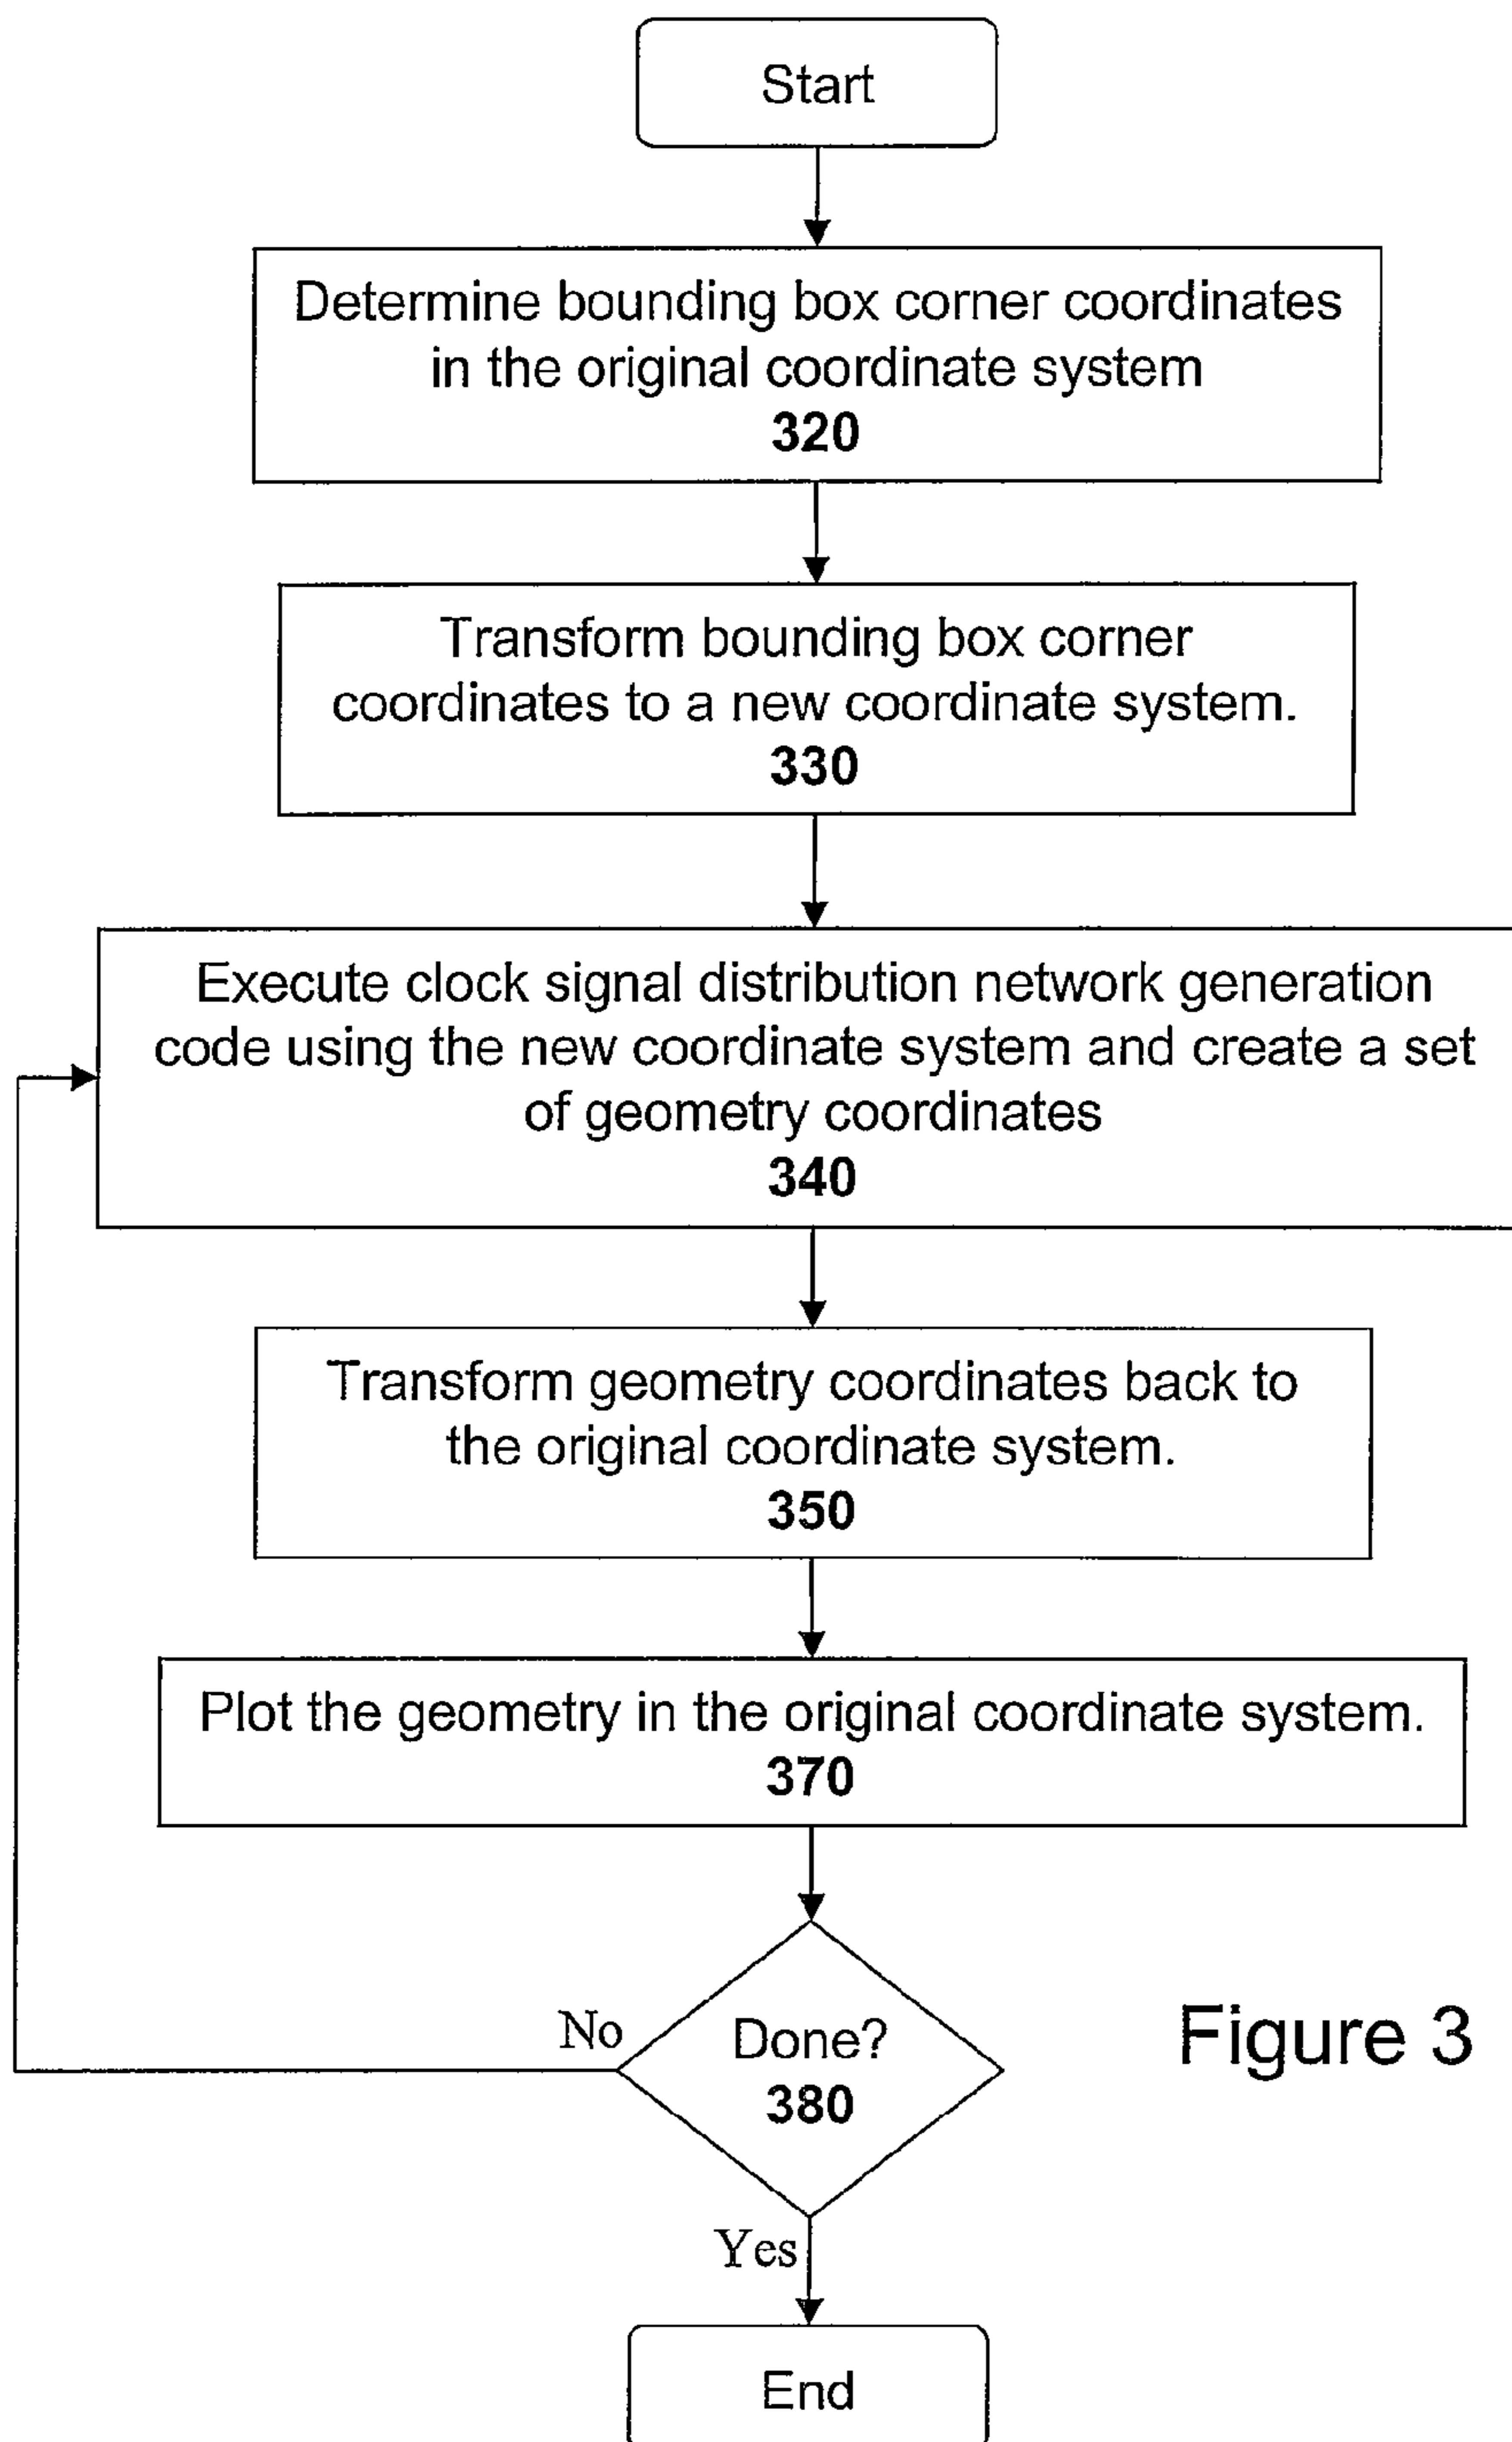 Start
Determine bounding box corner coordinates
in the original coordinate system
320
Transform bounding box corner
coordinates to a new coordinate system.
330
Execute clock signal distribution network generation
code using the new coordinate system and create a set
of geometry coordinates
340
Transform geometry coordinates back to
the original coordinate system.
350
Plot the geometry in the original coordinate system.
370
No
Done?
380
Figure 3
Yes
End